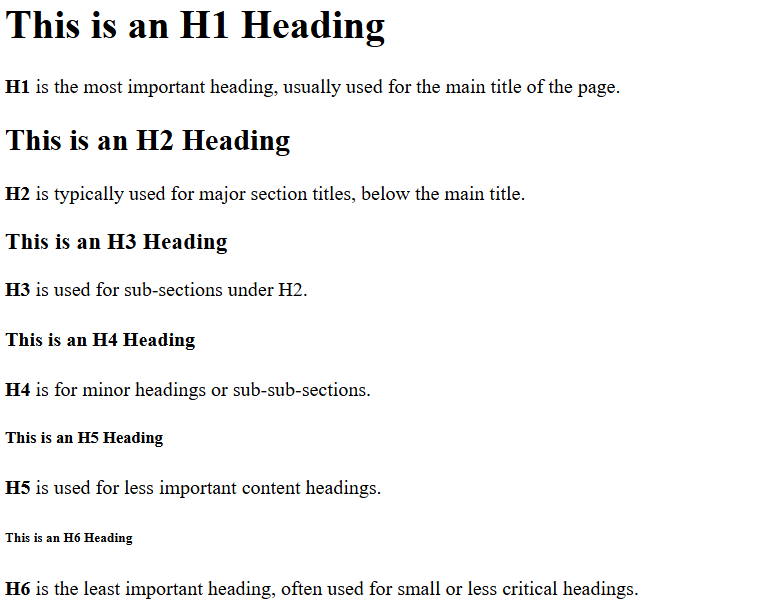 This is an H1 Heading
H1 is the most important heading, usually used for the main title of the page.
This is an H2 Heading
H2 is typically used for major section titles, below the main title.
This is an H3 Heading
H3 is used for sub-sections under H2.
This is an H4 Heading
H4 is for minor headings or sub-sub-sections.
This is an H5 Heading
H5 is used for less important content headings.
This is an H6 Heading
H6 is the least important heading, often used for small or less critical headings.